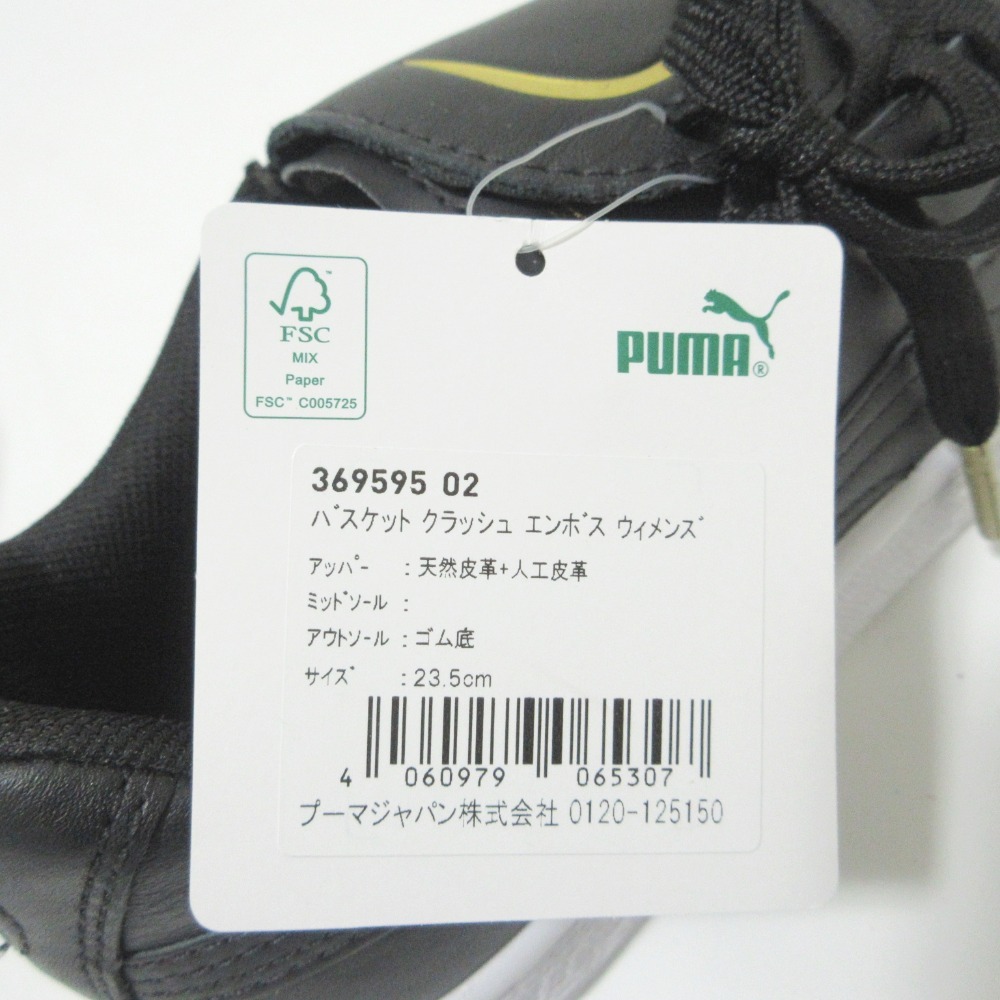 FSC
MIX
Paper
FSC™ C005725
PUMA®
369595 02
ﾊﾞスケット クラッシュ エンﾎﾞス ウィメンズﾞ
ｱｯﾊﾟｰ : 天然皮革+人工皮革
ﾐｯﾄﾞｿｰﾙ :
ｱｳﾄｿｰﾙ : ゴム底
ｻｲｽﾞ : 23.5cm
4 060979 065307
プーマジャパン株式会社 0120-125150